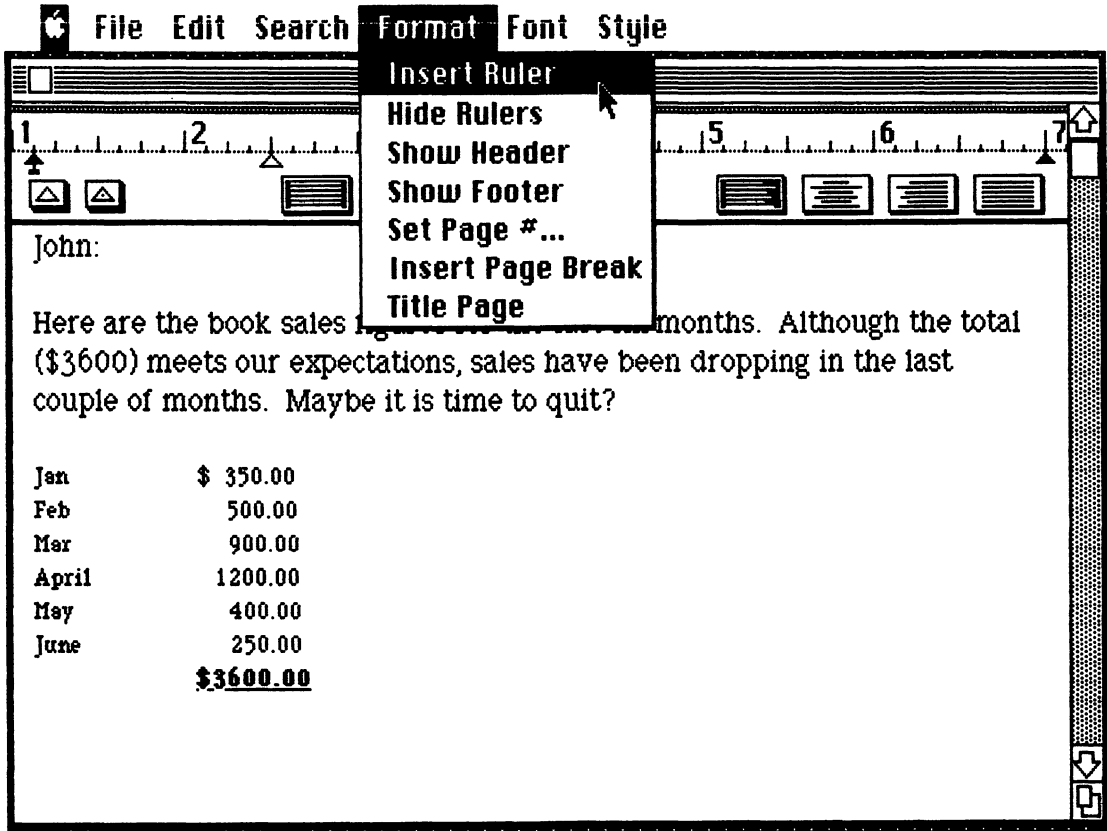 File Edit Search Format Font Style
Insert Ruler
Hide Rulers
Show Header
Show Footer
Set Page #...
Insert Page Break
Title Page
1 2 5 6 7
John:
Here are the book sales months. Although the total
($3600) meets our expectations, sales have been dropping in the last
couple of months. Maybe it is time to quit?
Jan $ 350.00
Feb 500.00
Mar 900.00
April 1200.00
May 400.00
June 250.00
$3600.00